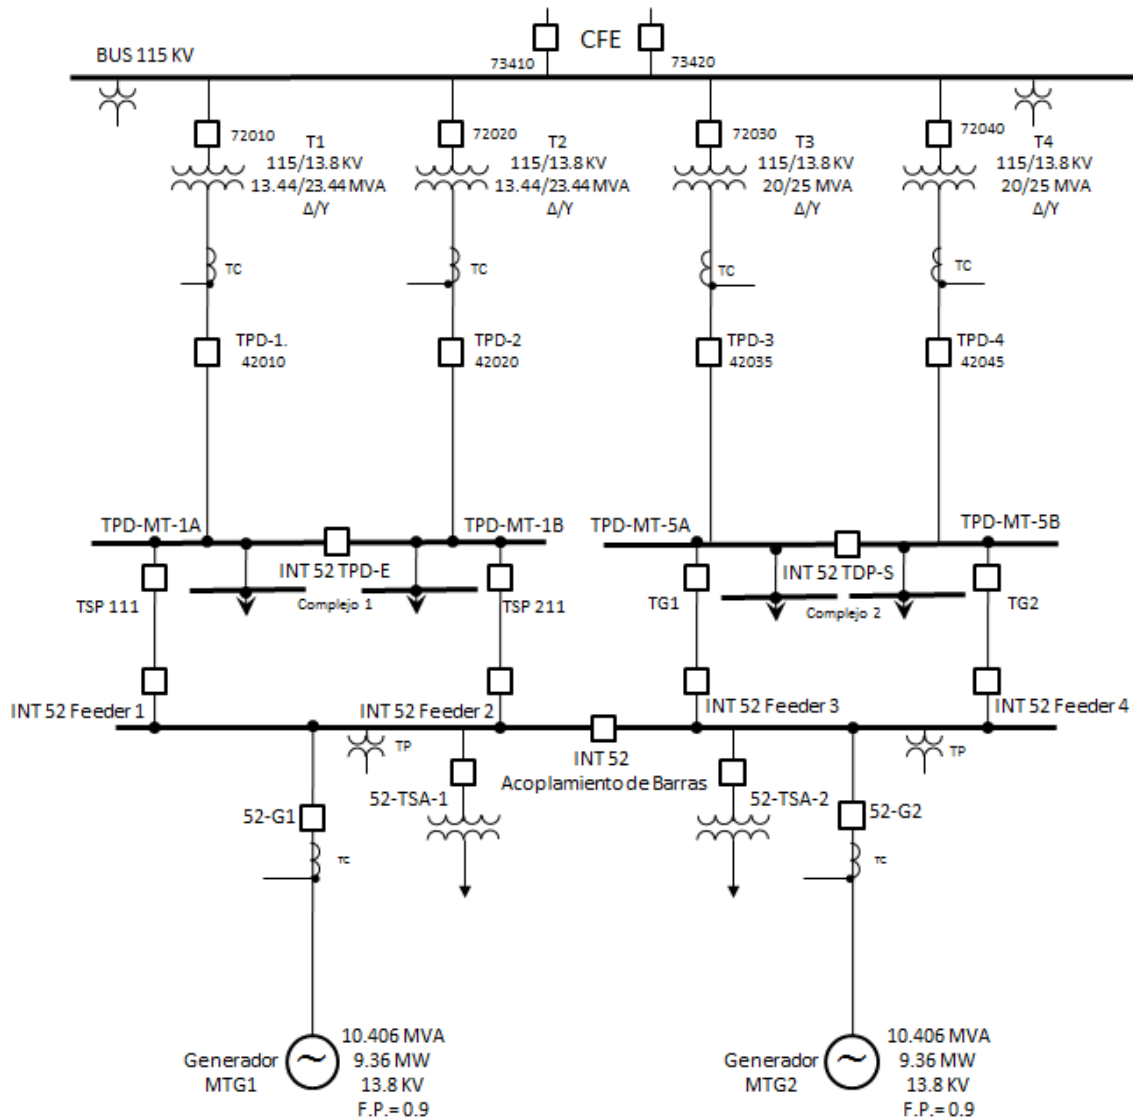 CFE
BUS 115 KV
73410
73420
72010
T1
115/13.8 KV
13.44/23.44 MVA
Δ/Y
72020
T2
115/13.8 KV
13.44/23.44 MVA
Δ/Y
72030
T3
115/13.8 KV
20/25 MVA
Δ/Y
72040
T4
115/13.8 KV
20/25 MVA
Δ/Y
TC
TC
TC
TC
TPD-1.
42010
TPD-2
42020
TPD-3
42035
TPD-4
42045
TPD-MT-1A
TPD-MT-1B
TPD-MT-5A
TPD-MT-5B
INT 52 TPD-E
INT 52 TDP-S
TSP 111
Complejo 1
TSP 211
TG1
Complejo 2
TG2
INT 52 Feeder 1
INT 52 Feeder 2
INT 52 Feeder 3
INT 52 Feeder 4
TP
INT 52
Acoplamiento de Barras
TP
52-TSA-1
52-TSA-2
52-G1
52-G2
TC
TC
Generador
MTG1
10.406 MVA
9.36 MW
13.8 KV
F.P.= 0.9
Generador
MTG2
10.406 MVA
9.36 MW
13.8 KV
F.P.= 0.9